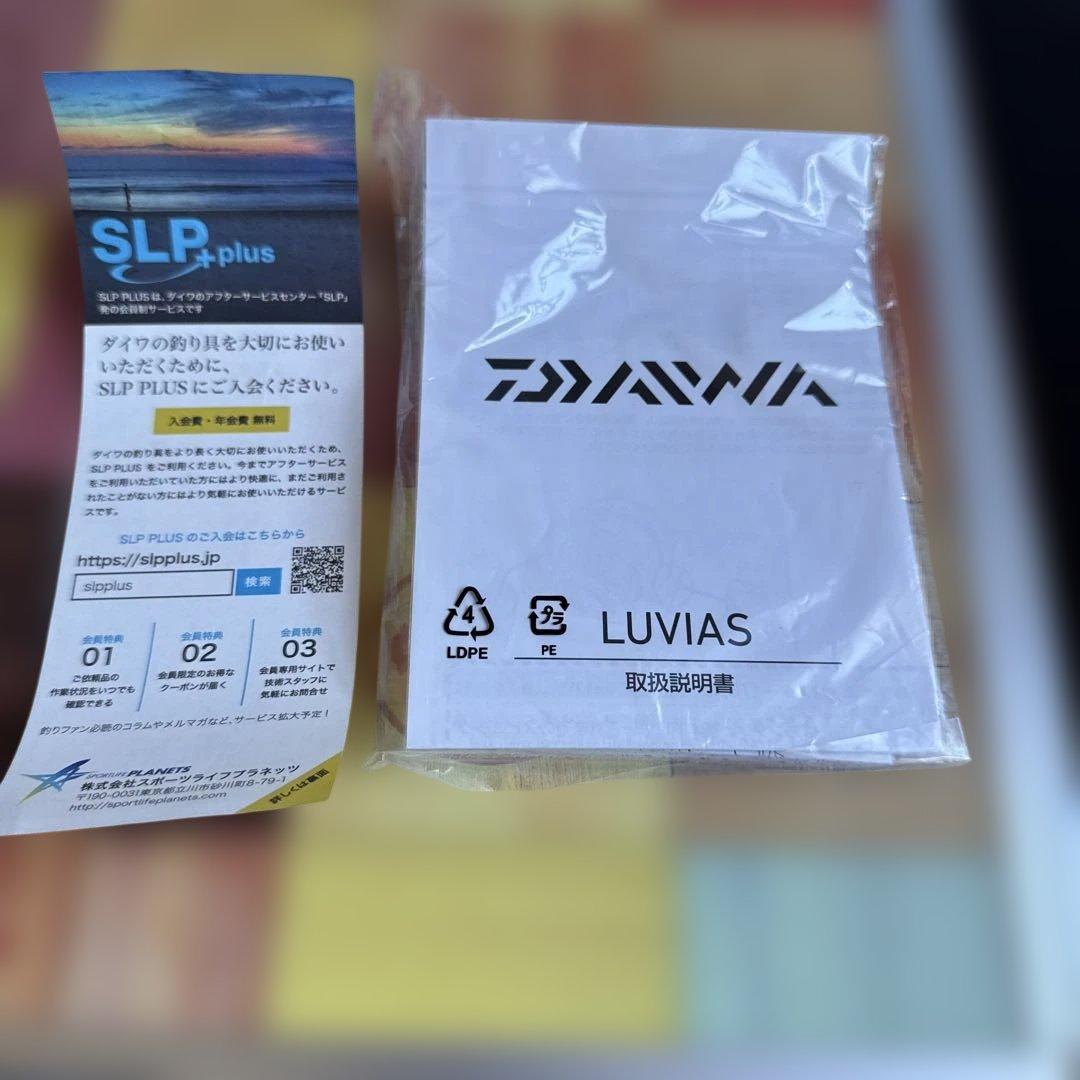 SLP+plus
SLP PLUSは、ダイワのアフターサービスセンター「SLP」
発の会員制サービスです
ダイワの釣り具を大切にお使い
いただくために、
SLP PLUSにご入会ください。
入会費・年会費 無料
ダイワの釣り具をより長く大切にお使いいただくため、
SLP PLUS をご利用ください。今までアフターサービス
をご利用いただいていた方にはより快適に、まだご利用さ
れたことがない方にはより気軽にお使いいただけるサービ
スです。
SLP PLUS のご入会はこちらから
https://slpplus.jp
slpplus 検索
会員特典
01
ご依頼品の
作業状況をいつでも
確認できる
会員特典
02
会員限定のお得な
クーポンが届く
会員特典
03
会員専用サイトで
技術スタッフに
気軽にお問合せ
釣りファン必読のコラムやメルマガなど、サービス拡大予定！
SPORTLIFE PLANETS
株式会社スポーツライフプラネッツ
〒190-0031東京都立川市砂川町8-79-1
http://sportlifeplanets.com
詳しくは裏面
DAIWA
4
LDPE
プラ
PE
LUVIAS
取扱説明書